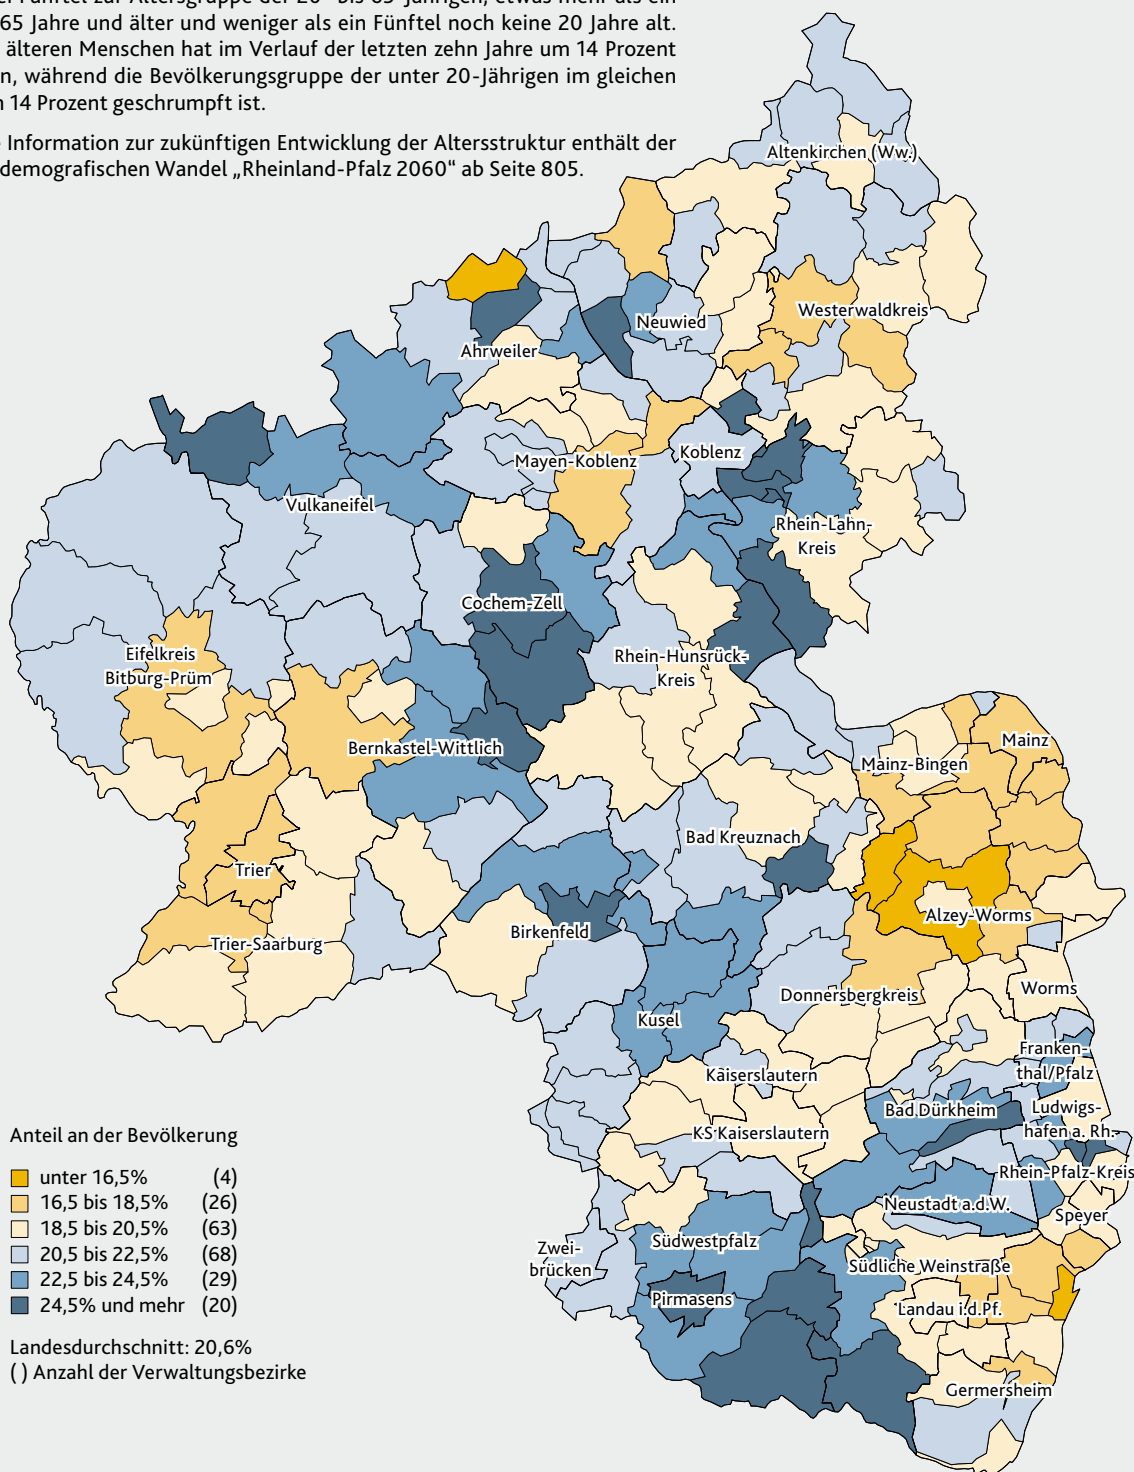 65 Jahre und älter und weniger als ein Fünftel noch keine 20 Jahre alt.
älteren Menschen hat im Verlauf der letzten zehn Jahre um 14 Prozent
n, während die Bevölkerungsgruppe der unter 20-Jährigen im gleichen
14 Prozent geschrumpft ist.
Information zur zukünftigen Entwicklung der Altersstruktur enthält der
demografischen Wandel „Rheinland-Pfalz 2060“ ab Seite 805.
Altenkirchen (Ww.)
Westerwaldkreis
Neuwied
Ahrweiler
Koblenz
Mayen-Koblenz
Vulkaneifel
Rhein-Lahn-
Kreis
Cochem-Zell
Eifelkreis
Bitburg-Prüm
Rhein-Hunsrück-
Kreis
Bernkastel-Wittlich
Mainz
Mainz-Bingen
Bad Kreuznach
Trier
Alzey-Worms
Birkenfeld
Trier-Saarburg
Worms
Donnersbergkreis
Kusel
Franken-
thal/Pfalz
Kaiserslautern
Bad Dürkheim
Ludwigs-
hafen a. Rh.
KS Kaiserslautern
Rhein-Pfalz-Kreis
Neustadt a.d.W.
Speyer
Südwestpfalz
Zwei-
brücken
Südliche Weinstraße
Pirmasens
Landau i.d.Pf.
Germersheim
Anteil an der Bevölkerung
unter 16,5% (4)
16,5 bis 18,5% (26)
18,5 bis 20,5% (63)
20,5 bis 22,5% (68)
22,5 bis 24,5% (29)
24,5% und mehr (20)
Landesdurchschnitt: 20,6%
( ) Anzahl der Verwaltungsbezirke